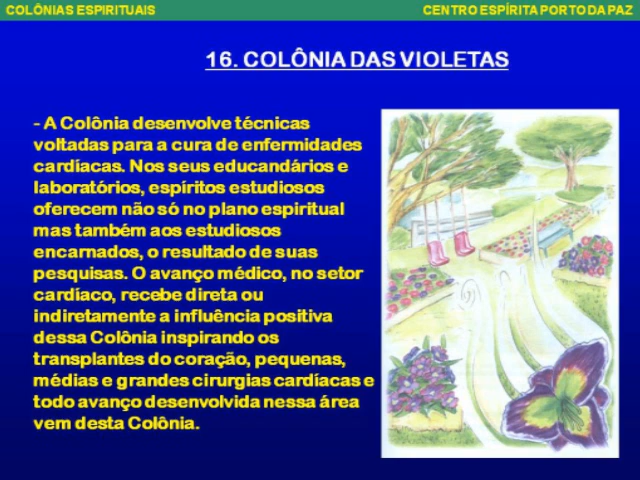 COLÔNIAS ESPIRITUAIS
CENTRO ESPÍRITA PORTO DA PAZ
16. COLÔNIA DAS VIOLETAS
- A Colônia desenvolve técnicas
voltadas para a cura de enfermidades
cardíacas. Nos seus educandários e
laboratórios, espíritos estudiosos
oferecem não só no plano espiritual
mas também aos estudiosos
encarnados, o resultado de suas
pesquisas. O avanço médico, no setor
cardíaco, recebe direta ou
indiretamente a influência positiva
dessa Colônia inspirando os
transplantes do coração, pequenas,
médias e grandes cirurgias cardíacas e
todo avanço desenvolvida nessa área
vem desta Colônia.